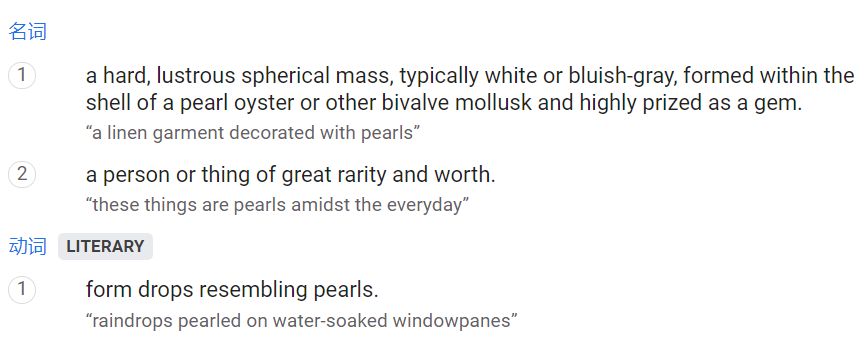 名词
1
a hard, lustrous spherical mass, typically white or bluish-gray, formed within the
shell of a pearl oyster or other bivalve mollusk and highly prized as a gem.
“a linen garment decorated with pearls”
2
a person or thing of great rarity and worth.
“these things are pearls amidst the everyday”
动词 LITERARY
1
form drops resembling pearls.
“raindrops pearled on water-soaked windowpanes”